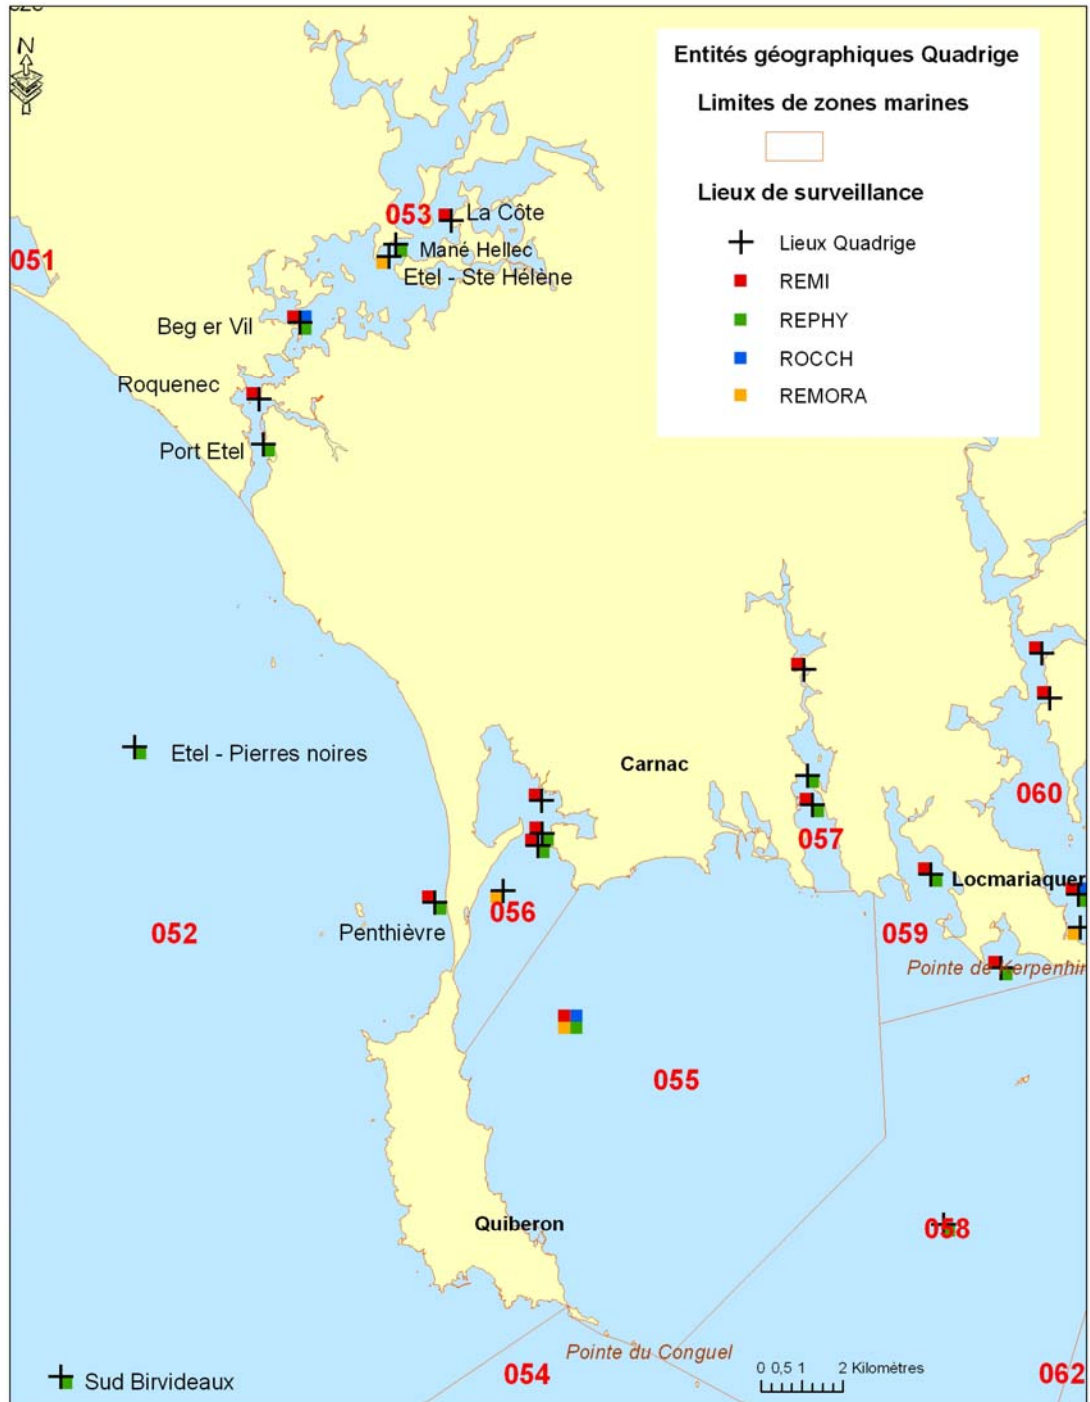 N
Entités géographiques Quadrige
Limites de zones marines
Lieux de surveillance
Lieux Quadrige
REMI
REPHY
ROCCH
REMORA
053
La Côte
051
Mané Hellec
Etel - Ste Hélène
Beg er Vil
Roquenec
Port Etel
Etel - Pierres noires
Carnac
060
057
Locmariaquer
056
052
Penthièvre
059
Pointe de Kerpenhir
055
Quiberon
058
Pointe du Conguel
0 0,5 1 2 Kilomètres
054
062
Sud Birvideaux